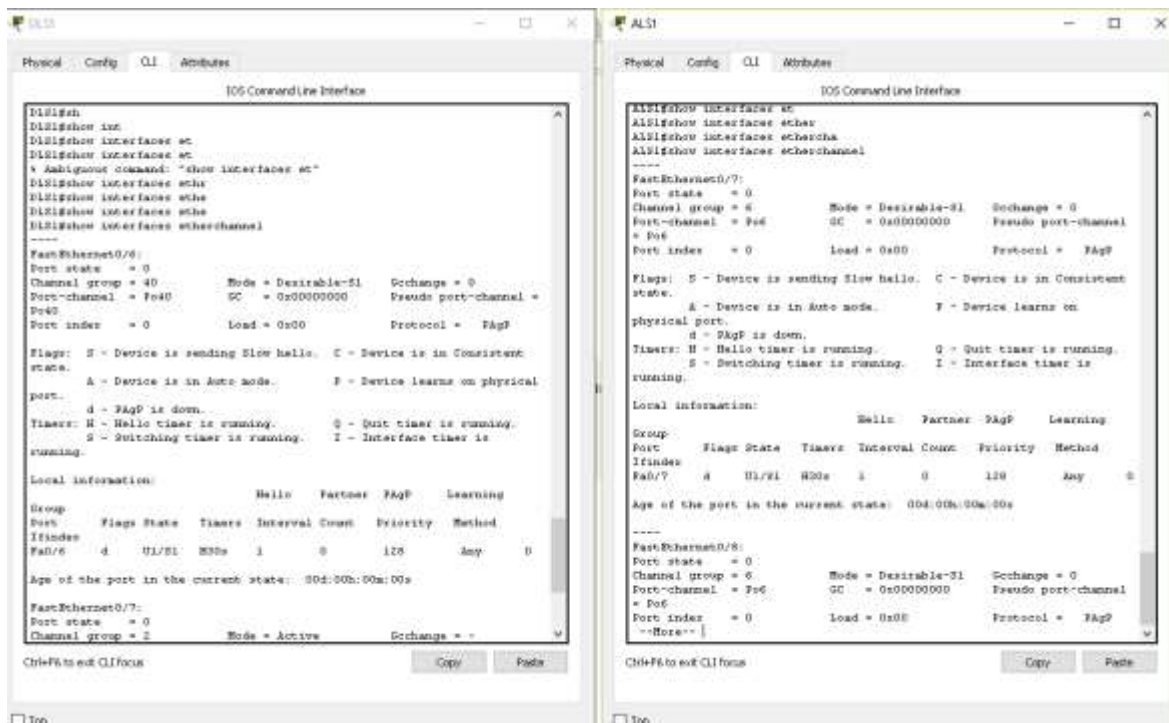 DLS1
Physical Config CLI Attributes
IOS Command Line Interface
DLS1#sh
DLS1#show int
DLS1#show interfaces et
DLS1#show interfaces et
% Ambiguous command: "show interfaces et"
DLS1#show interfaces ethr
DLS1#show interfaces ethe
DLS1#show interfaces ethe
DLS1#show interfaces etherchannel
----
FastEthernet0/6:
Port state = 0
Channel group = 40 Mode = Desirable-Sl Gcchange = 0
Port-channel = Po40 GC = 0x00000000 Pseudo port-channel =
Po40
Port index = 0 Load = 0x00 Protocol = PAgP
Flags: S - Device is sending Slow hello. C - Device is in Consistent
state.
A - Device is in Auto mode. P - Device learns on physical
port.
d - PAgP is down.
Timers: H - Hello timer is running. Q - Quit timer is running.
S - Switching timer is running. I - Interface timer is
running.
Local information:
Hello Partner PAgP Learning
Group
Port Flags State Timers Interval Count Priority Method
Ifindex
Fa0/6 d U1/S1 H30s 1 0 128 Any 0
Age of the port in the current state: 00d:00h:00m:00s
FastEthernet0/7:
Port state = 0
Channel group = 2 Mode = Active Gcchange = -
Ctrl+F6 to exit CLI focus
Copy Paste
Top
ALS1
Physical Config CLI Attributes
IOS Command Line Interface
ALS1#show interfaces et
ALS1#show interfaces ether
ALS1#show interfaces ethercha
ALS1#show interfaces etherchannel
----
FastEthernet0/7:
Port state = 0
Channel group = 6 Mode = Desirable-Sl Gcchange = 0
Port-channel = Po6 GC = 0x00000000 Pseudo port-channel
= Po6
Port index = 0 Load = 0x00 Protocol = PAgP
Flags: S - Device is sending Slow hello. C - Device is in Consistent
state.
A - Device is in Auto mode. P - Device learns on
physical port.
d - PAgP is down.
Timers: H - Hello timer is running. Q - Quit timer is running.
S - Switching timer is running. I - Interface timer is
running.
Local information:
Hello Partner PAgP Learning
Group
Port Flags State Timers Interval Count Priority Method
Ifindex
Fa0/7 d U1/S1 H30s 1 0 128 Any 0
Age of the port in the current state: 00d:00h:00m:00s
----
FastEthernet0/8:
Port state = 0
Channel group = 6 Mode = Desirable-Sl Gcchange = 0
Port-channel = Po6 GC = 0x00000000 Pseudo port-channel
= Po6
Port index = 0 Load = 0x00 Protocol = PAgP
--More--
Ctrl+F6 to exit CLI focus
Copy Paste
Top